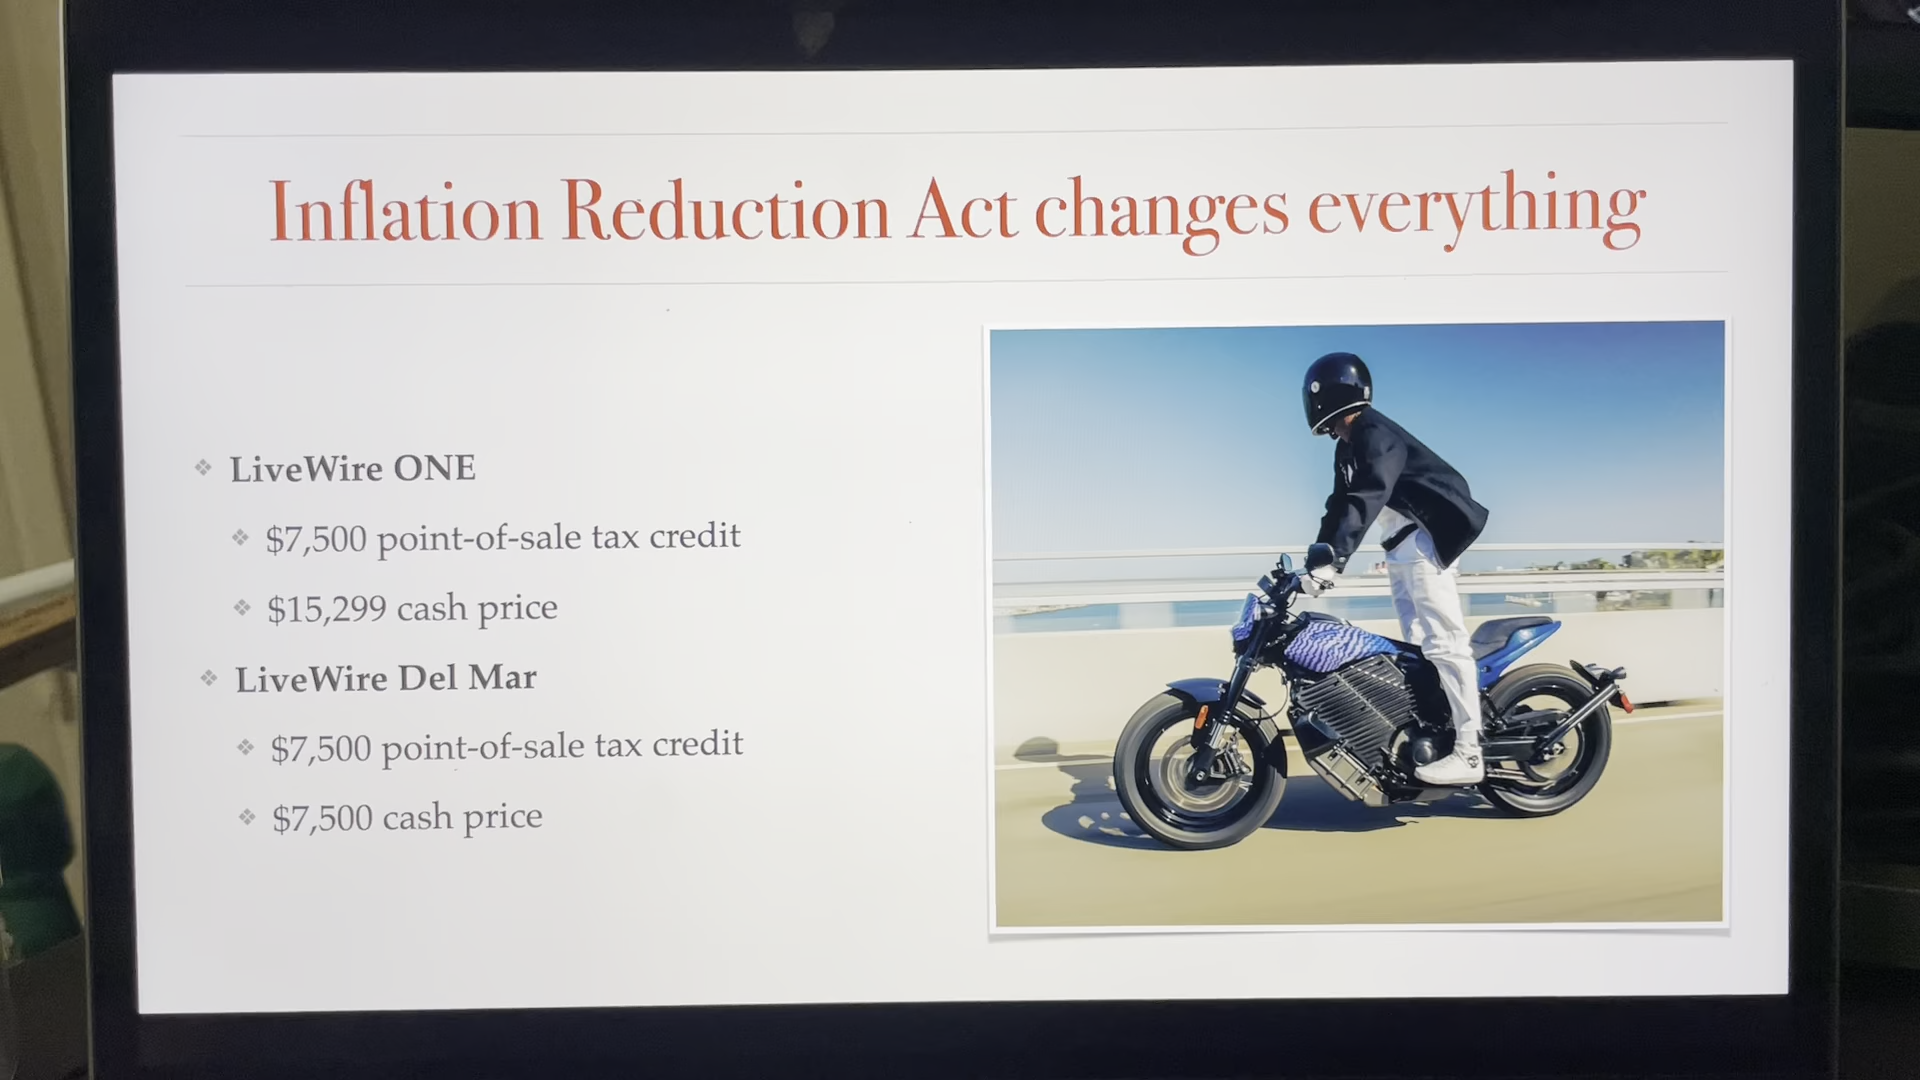 Inflation Reduction Act changes everything
LiveWire ONE
$7,500 point-of-sale tax credit
$15,299 cash price
LiveWire Del Mar
$7,500 point-of-sale tax credit
$7,500 cash price